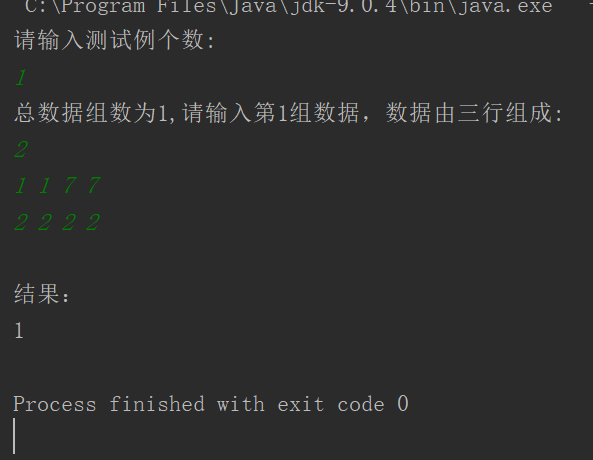 C:\Program Files\Java\jdk-9.0.4\bin\java.exe
请输入测试例个数:
1
总数据组数为1,请输入第1组数据，数据由三行组成:
2
1 1 7 7
2 2 2 2
结果：
1
Process finished with exit code 0